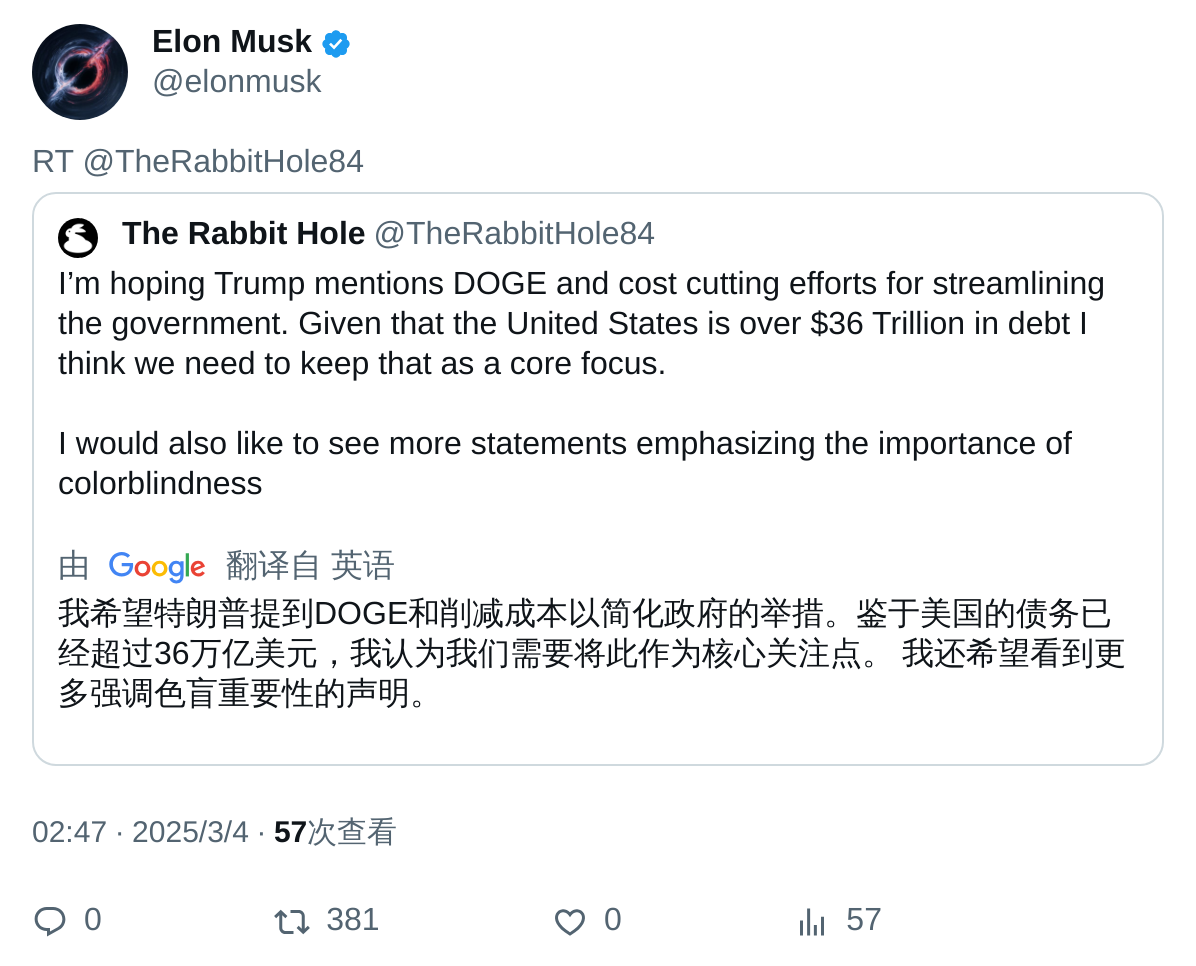 Elon Musk
@elonmusk
RT @TheRabbitHole84
The Rabbit Hole @TheRabbitHole84
I’m hoping Trump mentions DOGE and cost cutting efforts for streamlining
the government. Given that the United States is over $36 Trillion in debt I
think we need to keep that as a core focus.
I would also like to see more statements emphasizing the importance of
colorblindness
由 Google 翻译自 英语
我希望特朗普提到DOGE和削减成本以简化政府的举措。鉴于美国的债务已
经超过36万亿美元，我认为我们需要将此作为核心关注点。 我还希望看到更
多强调色盲重要性的声明。
02:47 · 2025/3/4 · 57次查看
0 381 0 57